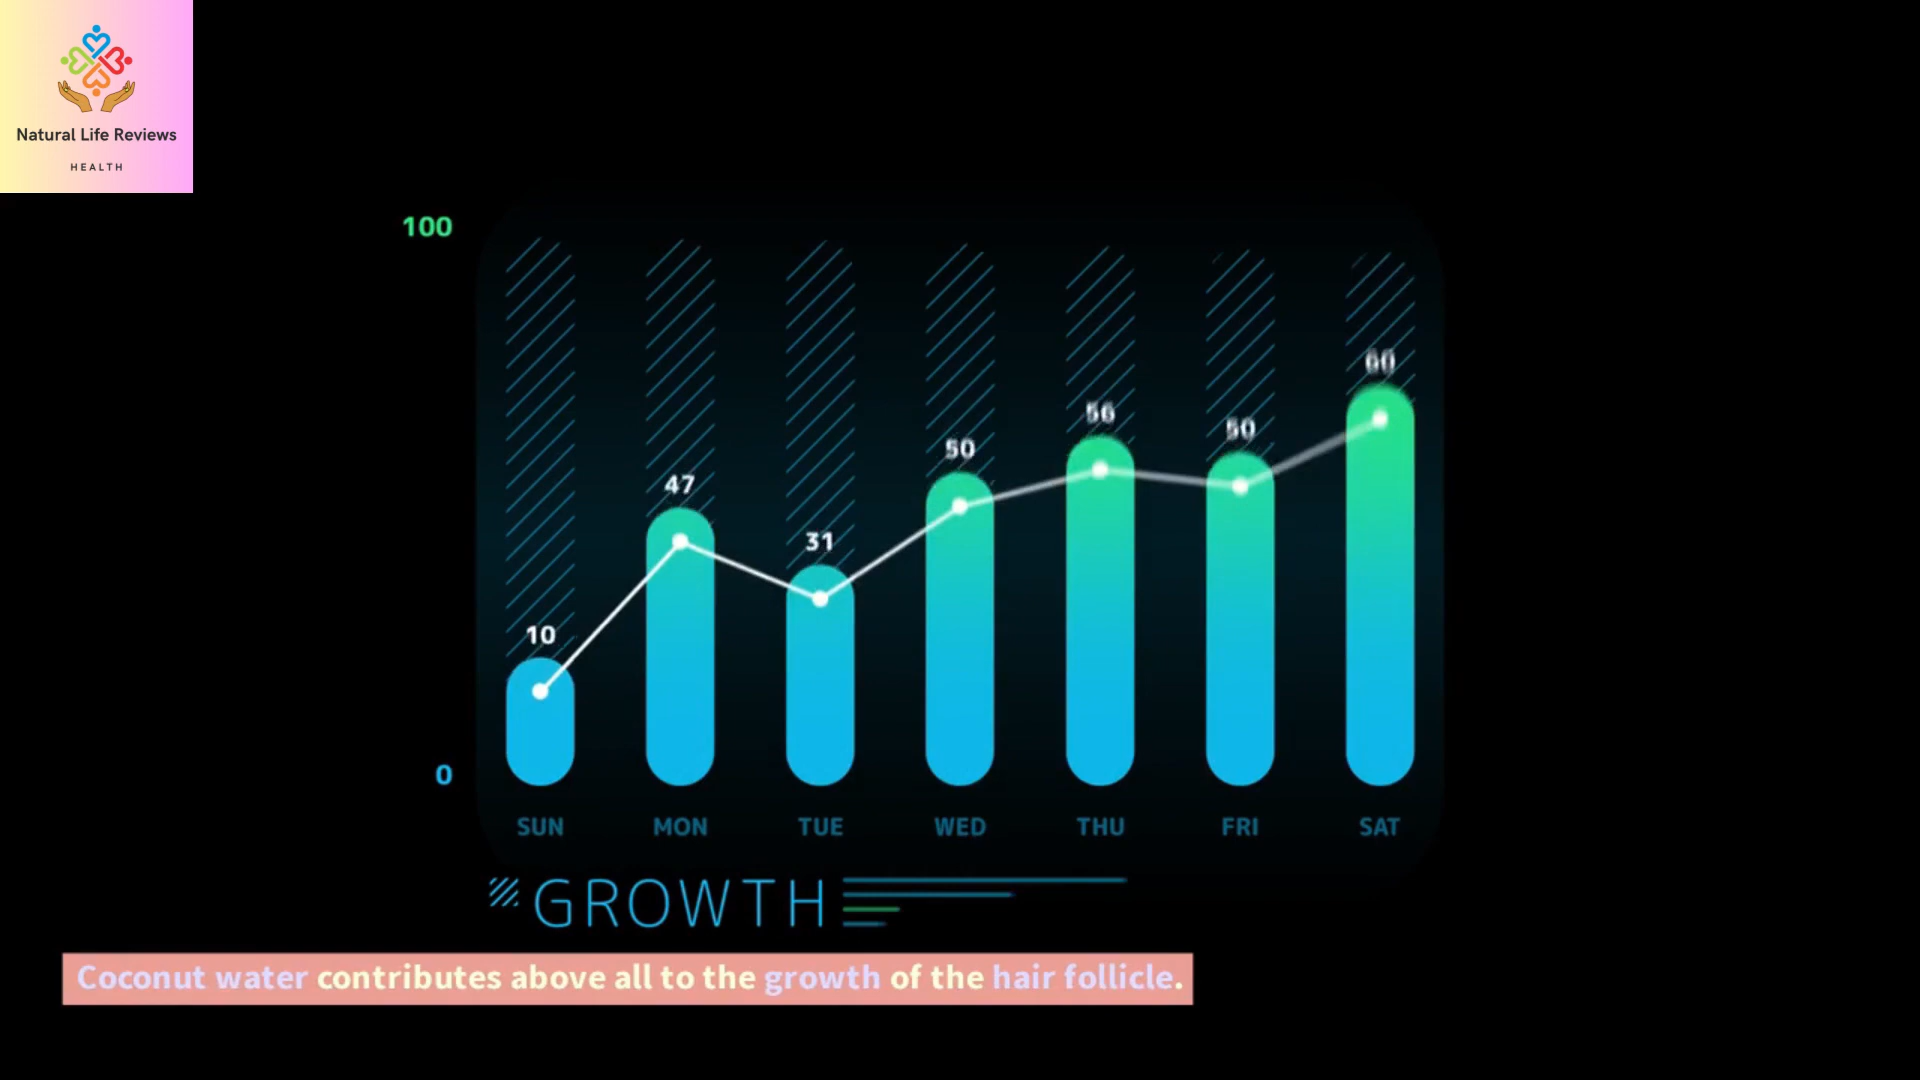 Natural Life Reviews
HEALTH
100
60
56
50
50
47
31
10
0
SUN MON TUE WED THU FRI SAT
GROWTH
Coconut water contributes above all to the growth of the hair follicle.